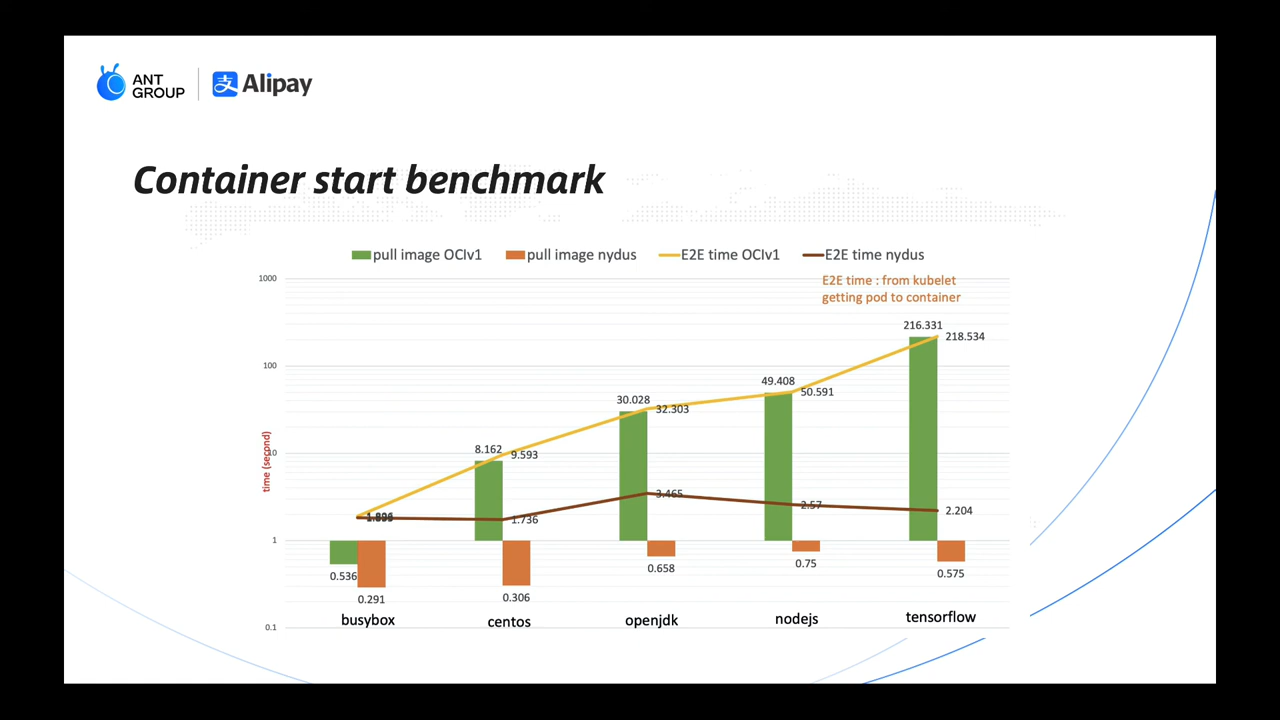 ANT
GROUP
支 Alipay
Container start benchmark
pull image OCIv1 pull image nydus E2E time OCIv1 E2E time nydus
E2E time : from kubelet
getting pod to container
1000
100
10
1
0.1
time (second)
216.331
218.534
49.408
50.591
30.028
32.303
8.162
9.593
3.465
2.57
2.204
1.736
0.536
0.291
0.306
0.658
0.75
0.575
busybox centos openjdk nodejs tensorflow